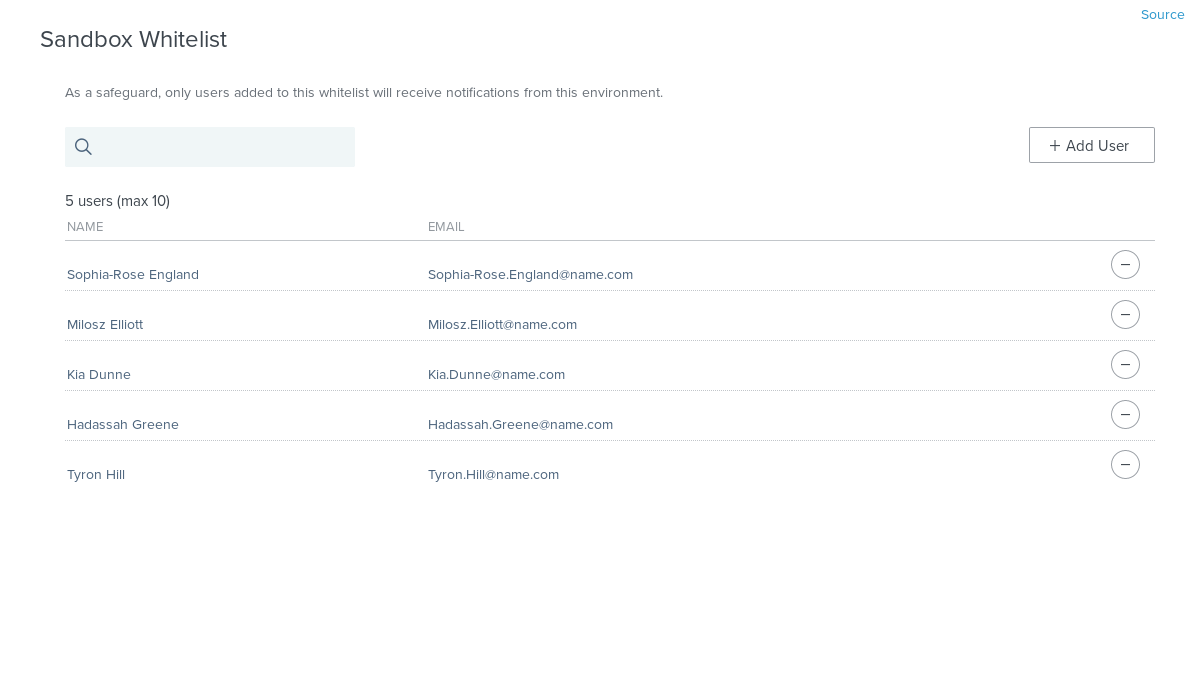 Source
Sandbox Whitelist
As a safeguard, only users added to this whitelist will receive notifications from this environment.
+ Add User
5 users (max 10)
NAME EMAIL
Sophia-Rose England Sophia-Rose.England@name.com
Milosz Elliott Milosz.Elliott@name.com
Kia Dunne Kia.Dunne@name.com
Hadassah Greene Hadassah.Greene@name.com
Tyron Hill Tyron.Hill@name.com